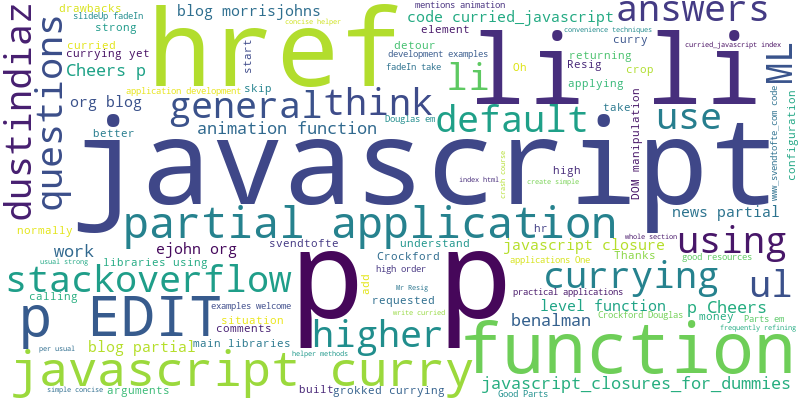 slideUp fadeIn
drawbacks
strong
blog morrisjohns
concise helper
mentions animation
code curried_javascript
answers
dustindiaz
questions
curried
currying yet
Cheers p
href
start
detour
element
development examples
fadeIn take
convenience techniques
curry
Resig
returning
curried_javascript index
li li
ML
application development
skip
li
Oh
applying
crop
org blog
general
think
default
use
take
DOM manipulation
www_svendtofte_com code
configuration
better
animation function
Douglas em
javascript
high
crash course
index html
create simple
partial application
news partial
normally
hr
whole section
using
work
ejohn org
svendtofte
understand
javascript closure
usual strong
libraries using
Crockford
applications One
Thanks
good resources
stackoverflow
p p
high order
currying
ul
calling
add
Mr Resig
practical applications
p EDIT
examples welcome
requested
level function
p Cheers
situation
write curried
Crockford Douglas
money
Parts em
comments
higher
benalman
frequently refining
main libraries
function
per usual
blog partial
helper methods
javascript curry
simple concise
arguments
built
grokked currying
javascript_closures_for_dummies
Good Parts